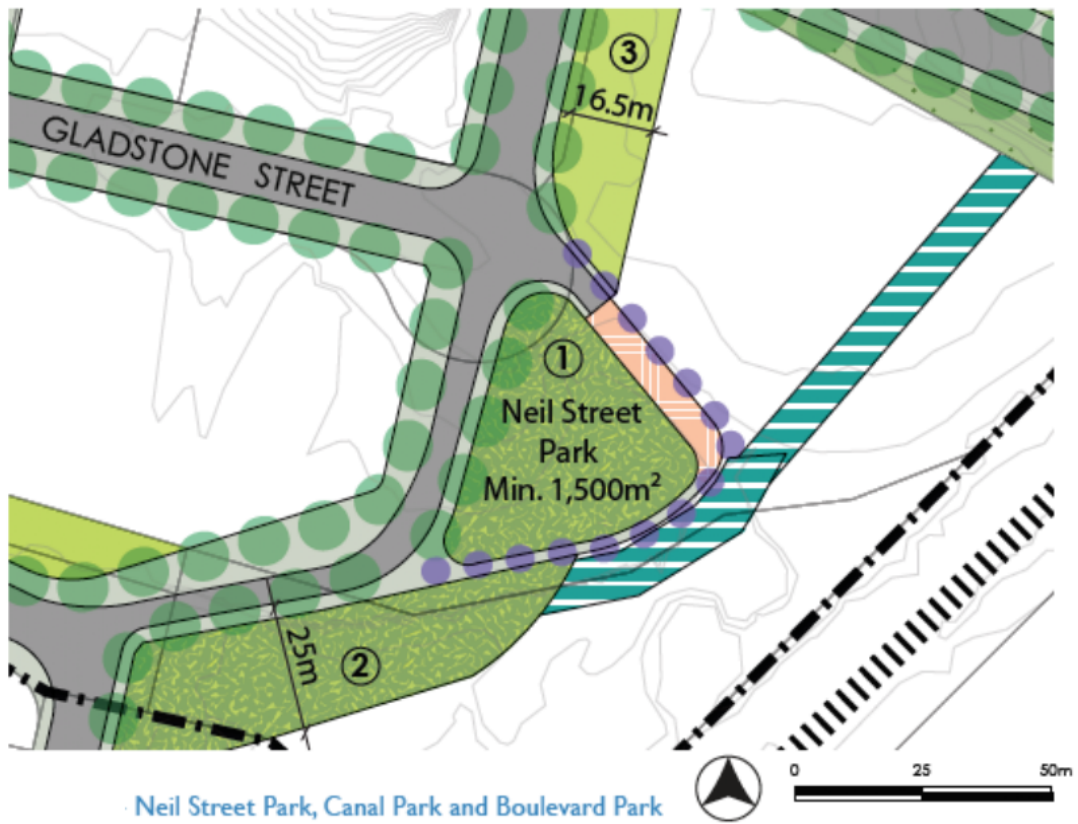 ③
16.5m
GLADSTONE STREET
①
Neil Street
Park
Min. 1,500m²
25m
②
0 25 50m
Neil Street Park, Canal Park and Boulevard Park